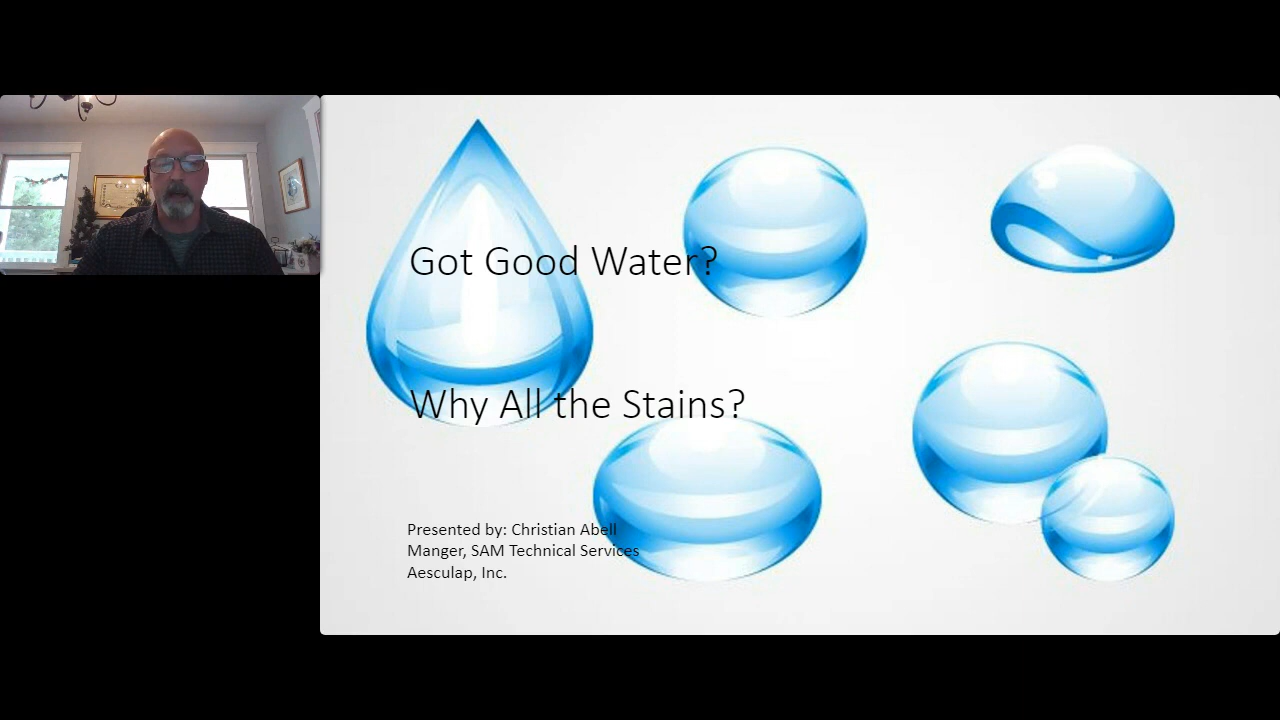 Got Good Water?
Why All the Stains?
Presented by: Christian Abell
Manger, SAM Technical Services
Aesculap, Inc.